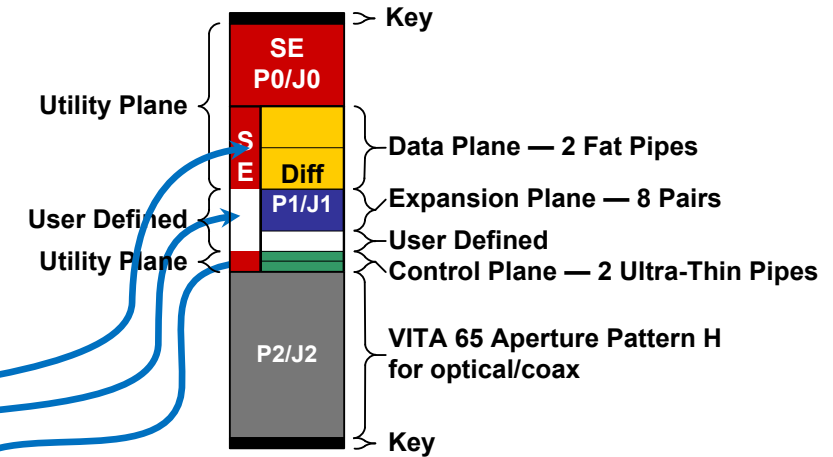 Key
SE
P0/J0
Utility Plane
S
E
Data Plane — 2 Fat Pipes
Diff
P1/J1
Expansion Plane — 8 Pairs
User Defined
User Defined
Utility Plane
Control Plane — 2 Ultra-Thin Pipes
P2/J2
VITA 65 Aperture Pattern H
for optical/coax
Key